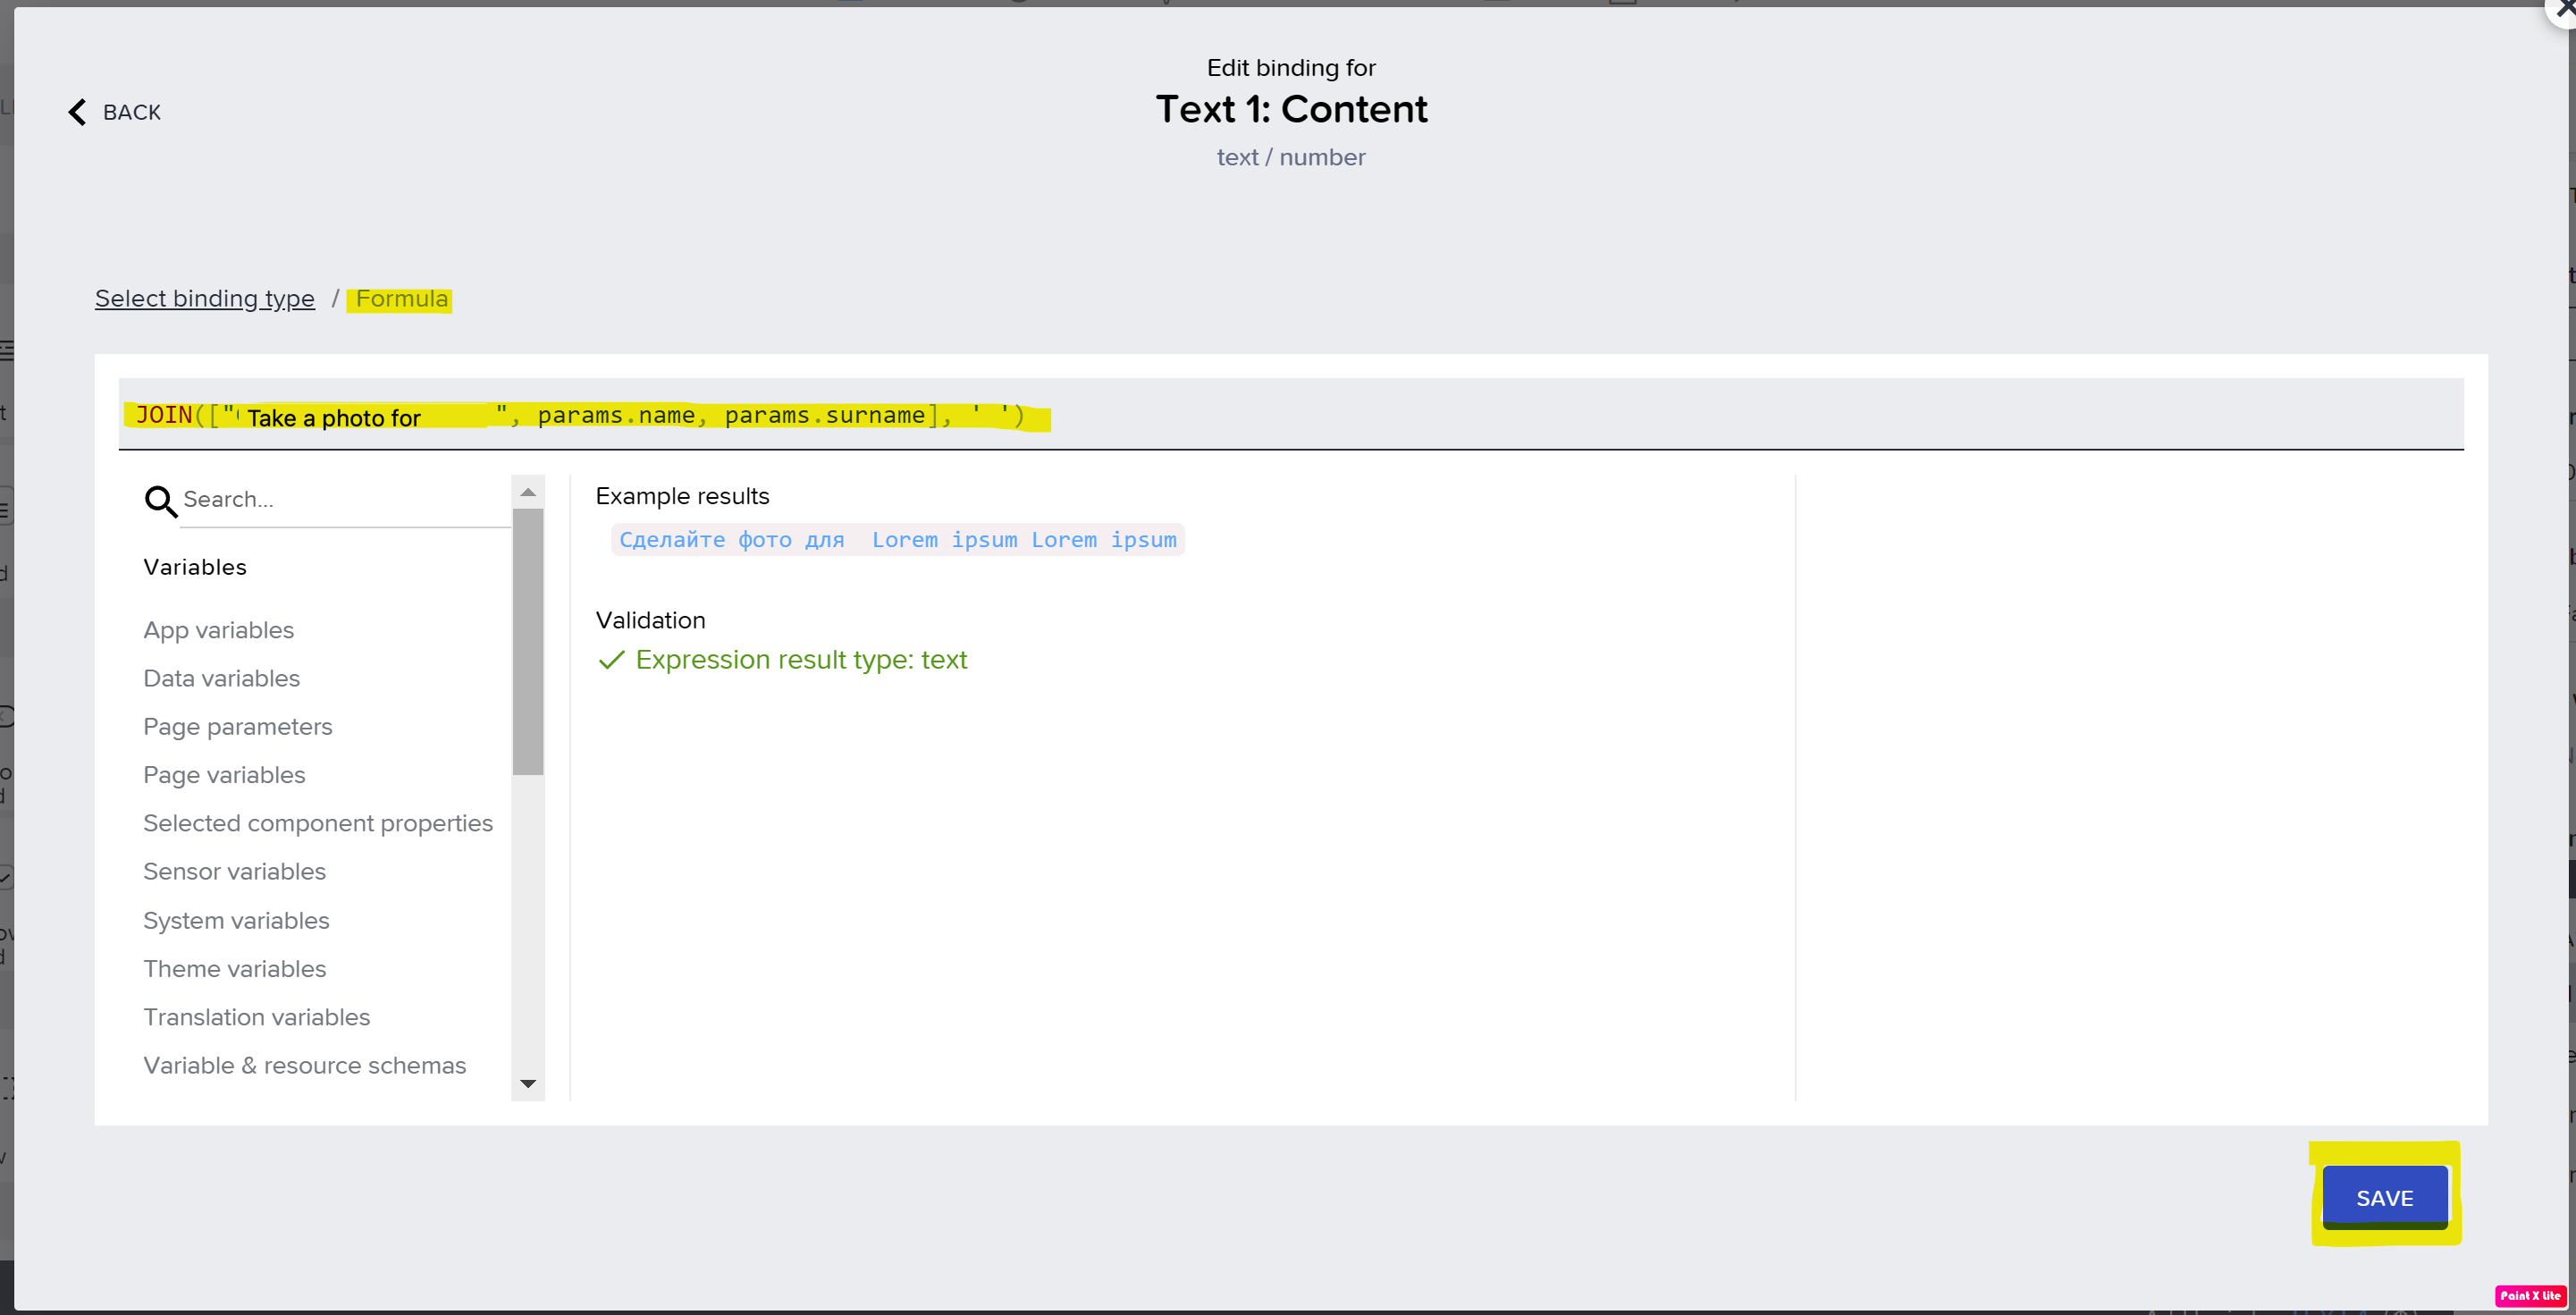 Edit binding for
BACK
Text 1: Content
text / number
Select binding type / Formula
JOIN(["Take a photo for ", params.name, params.surname], ' ')
Search...
Example results
Сделайте фото для Lorem ipsum Lorem ipsum
Variables
Validation
App variables
Expression result type: text
Data variables
Page parameters
Page variables
Selected component properties
Sensor variables
System variables
Theme variables
Translation variables
Variable & resource schemas
SAVE
Paint X Lite